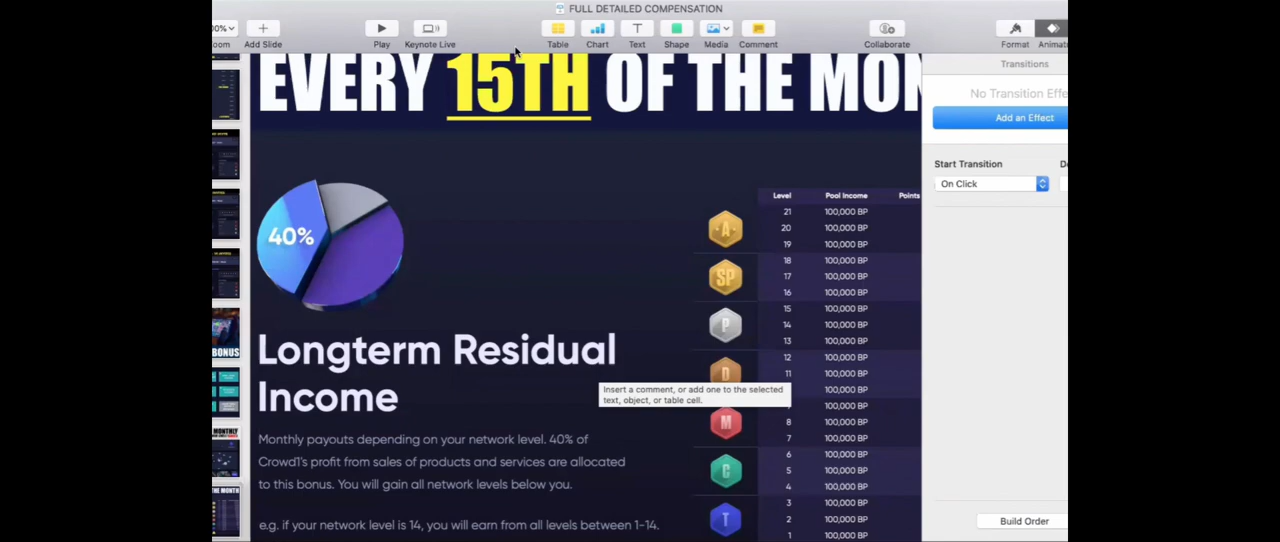 FULL DETAILED COMPENSATION
Add Slide
Play
Keynote Live
Table
Chart
Text
Shape
Media
Comment
Collaborate
Format
Transitions
Add an Effect
Start Transition
On Click
EVERY 15TH OF THE MON
40%
Longterm Residual
Income
Monthly payouts depending on your network level. 40% of
Crowd1's profit from sales of products and services are allocated
to this bonus. You will gain all network levels below you.
e.g. if your network level is 14, you will earn from all levels between 1-14.
Insert a comment, or add one to the selected
text, object, or table cell.
Level Pool Income Points
21 100,000 BP
A 20 100,000 BP
19 100,000 BP
18 100,000 BP
SP 17 100,000 BP
16 100,000 BP
15 100,000 BP
P 14 100,000 BP
13 100,000 BP
12 100,000 BP
D 11 100,000 BP
100,000 BP
100,000 BP
M 8 100,000 BP
7 100,000 BP
6 100,000 BP
C 5 100,000 BP
4 100,000 BP
3 100,000 BP
T 2 100,000 BP
1 100,000 BP
Build Order